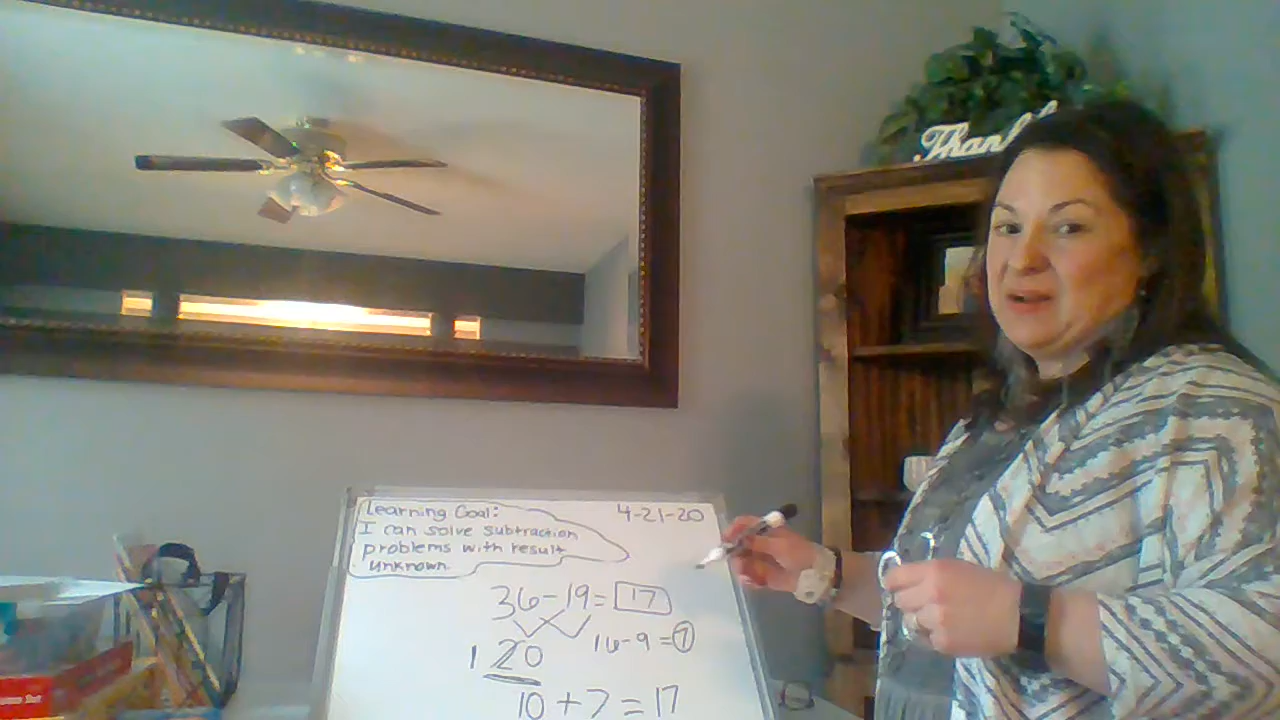 Thankful
Learning Goal:
I can solve subtraction
problems with result
unknown.
4-21-20
36-19=17
16-9=7
1 20
10+7=17